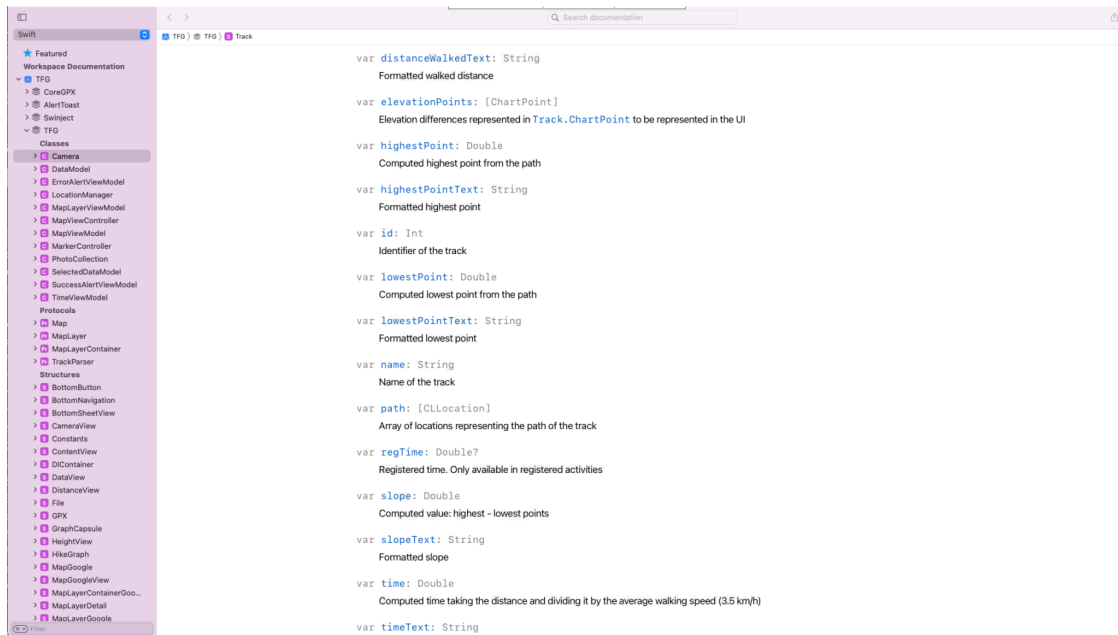 Search documentation
Swift
TFG
TFG
Track
Featured
Workspace Documentation
TFG
CoreGPX
AlertToast
Swinject
TFG
Classes
Camera
DataModel
ErrorAlertViewModel
LocationManager
MapLayerViewModel
MapViewController
MapViewModel
MarkerController
PhotoCollection
SelectedDataModel
SuccessAlertViewModel
TimeViewModel
Protocols
Map
MapLayer
MapLayerContainer
TrackParser
Structures
BottomButton
BottomNavigation
BottomSheetView
CameraView
Constants
ContentView
DIContainer
DataView
DistanceView
File
GPX
GraphCapsule
HeightView
HikeGraph
MapGoogle
MapGoogleView
MapLayerContainerGoo...
MapLayerDetail
MapLayerGoogle
Filter
var distanceWalkedText: String
Formatted walked distance
var elevationPoints: [ChartPoint]
Elevation differences represented in Track.ChartPoint to be represented in the UI
var highestPoint: Double
Computed highest point from the path
var highestPointText: String
Formatted highest point
var id: Int
Identifier of the track
var lowestPoint: Double
Computed lowest point from the path
var lowestPointText: String
Formatted lowest point
var name: String
Name of the track
var path: [CLLocation]
Array of locations representing the path of the track
var regTime: Double?
Registered time. Only available in registered activities
var slope: Double
Computed value: highest - lowest points
var slopeText: String
Formatted slope
var time: Double
Computed time taking the distance and dividing it by the average walking speed (3.5 km/h)
var timeText: String